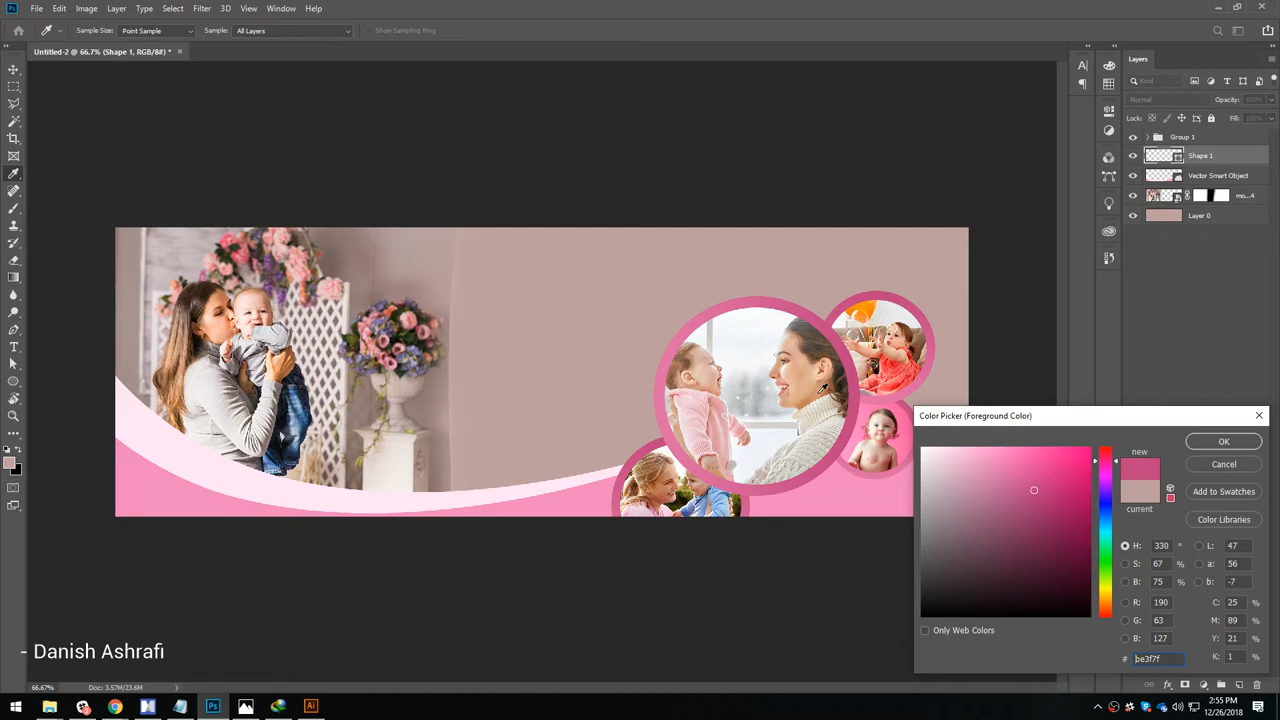 Ps File Edit Image Layer Type Select Filter 3D View Window Help
Sample Size: Point Sample Sample: All Layers Show Sampling Ring
Untitled-2 @ 66.7% (Shape 1, RGB/8#) * ×
Layers
Kind
Normal Opacity: 100%
Lock: Fill: 100%
Group 1
Shape 1
Vector Smart Object
mo...4
Layer 0
Color Picker (Foreground Color)
new
current
OK
Cancel
Add to Swatches
Color Libraries
H: 330 ° L: 47
S: 67 % a: 56
B: 75 % b: -7
R: 190 C: 25 %
G: 63 M: 89 %
B: 127 Y: 21 %
# be3f7f K: 1 %
Only Web Colors
- Danish Ashrafi
66.67% Doc: 3.57M/23.6M
Ps Ai
2:55 PM
12/26/2018